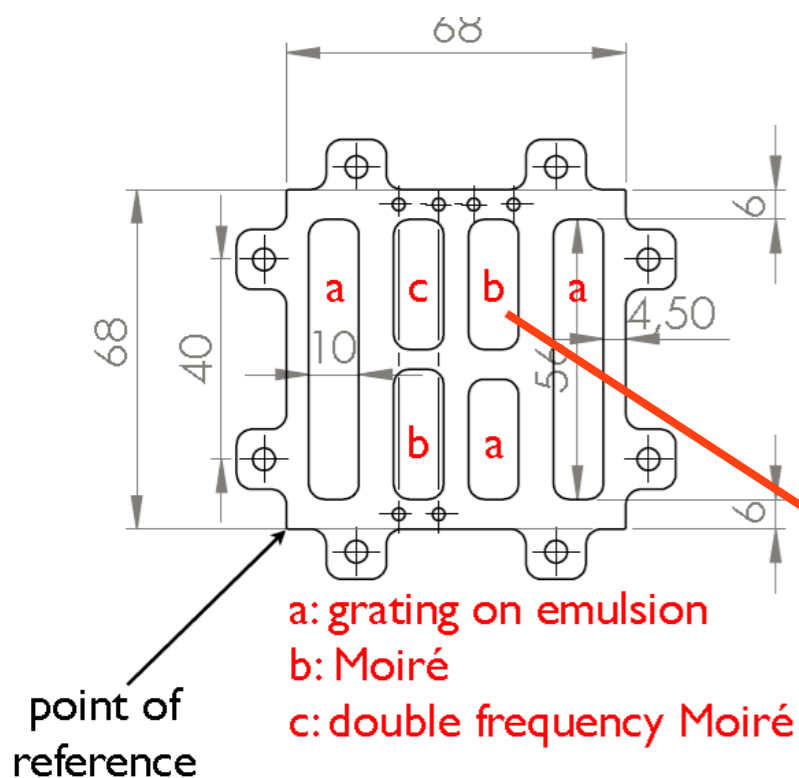 68
6
a
c
b
a
4,50
68
40
10
56
b
a
6
a: grating on emulsion
b: Moiré
c: double frequency Moiré
point of
reference